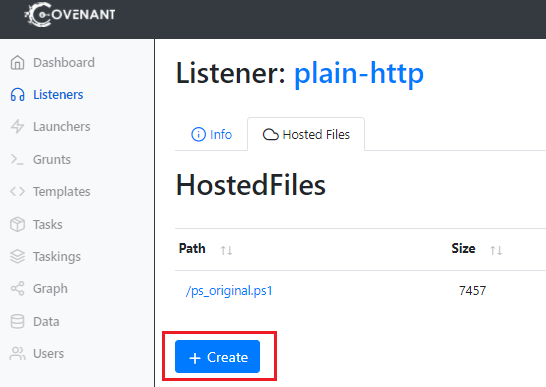 COVENANT
Dashboard
Listeners
Launchers
Grunts
Templates
Tasks
Taskings
Graph
Data
Users
Listener: plain-http
Info Hosted Files
HostedFiles
Path Size
/ps_original.ps1 7457
+ Create